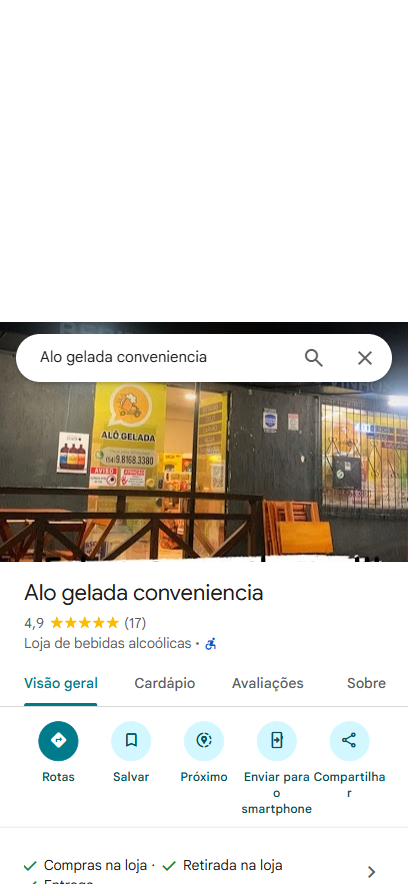 Alo gelada conveniencia
ALÔ GELADA
(54)9.8168.3380
AVISO
Alo gelada conveniencia
4,9 ★★★★★ (17)
Loja de bebidas alcoólicas ·
Visão geral Cardápio Avaliações Sobre
Rotas Salvar Próximo Enviar para o smartphone Compartilhar
✓ Compras na loja · ✓ Retirada na loja
✓ Entrega